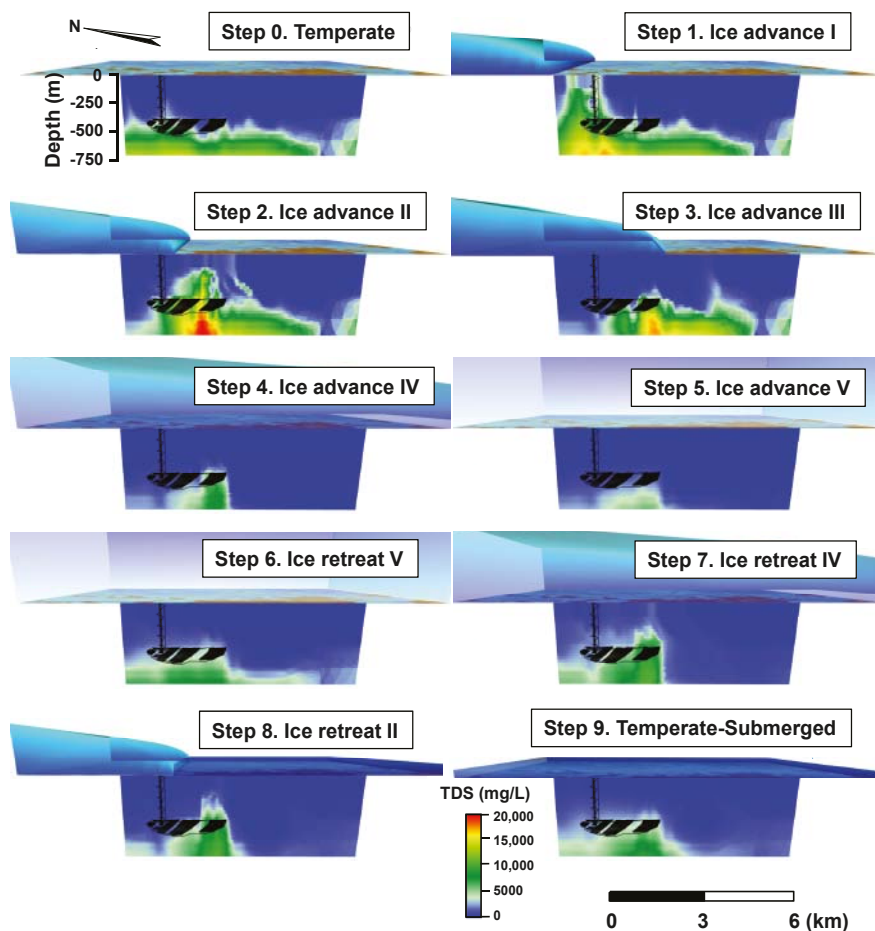 N
Step 0. Temperate
Step 1. Ice advance I
Depth (m)
0
-250
-500
-750
Step 2. Ice advance II
Step 3. Ice advance III
Step 4. Ice advance IV
Step 5. Ice advance V
Step 6. Ice retreat V
Step 7. Ice retreat IV
Step 8. Ice retreat II
Step 9. Temperate-Submerged
TDS (mg/L)
20,000
15,000
10,000
5000
0
0 3 6 (km)